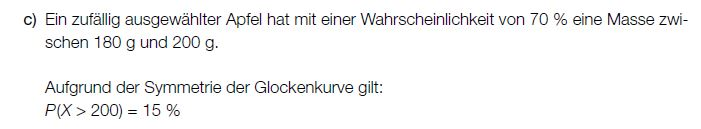 c) Ein zufällig ausgewählter Apfel hat mit einer Wahrscheinlichkeit von 70 % eine Masse zwi-
schen 180 g und 200 g.
Aufgrund der Symmetrie der Glockenkurve gilt:
P(X > 200) = 15 %